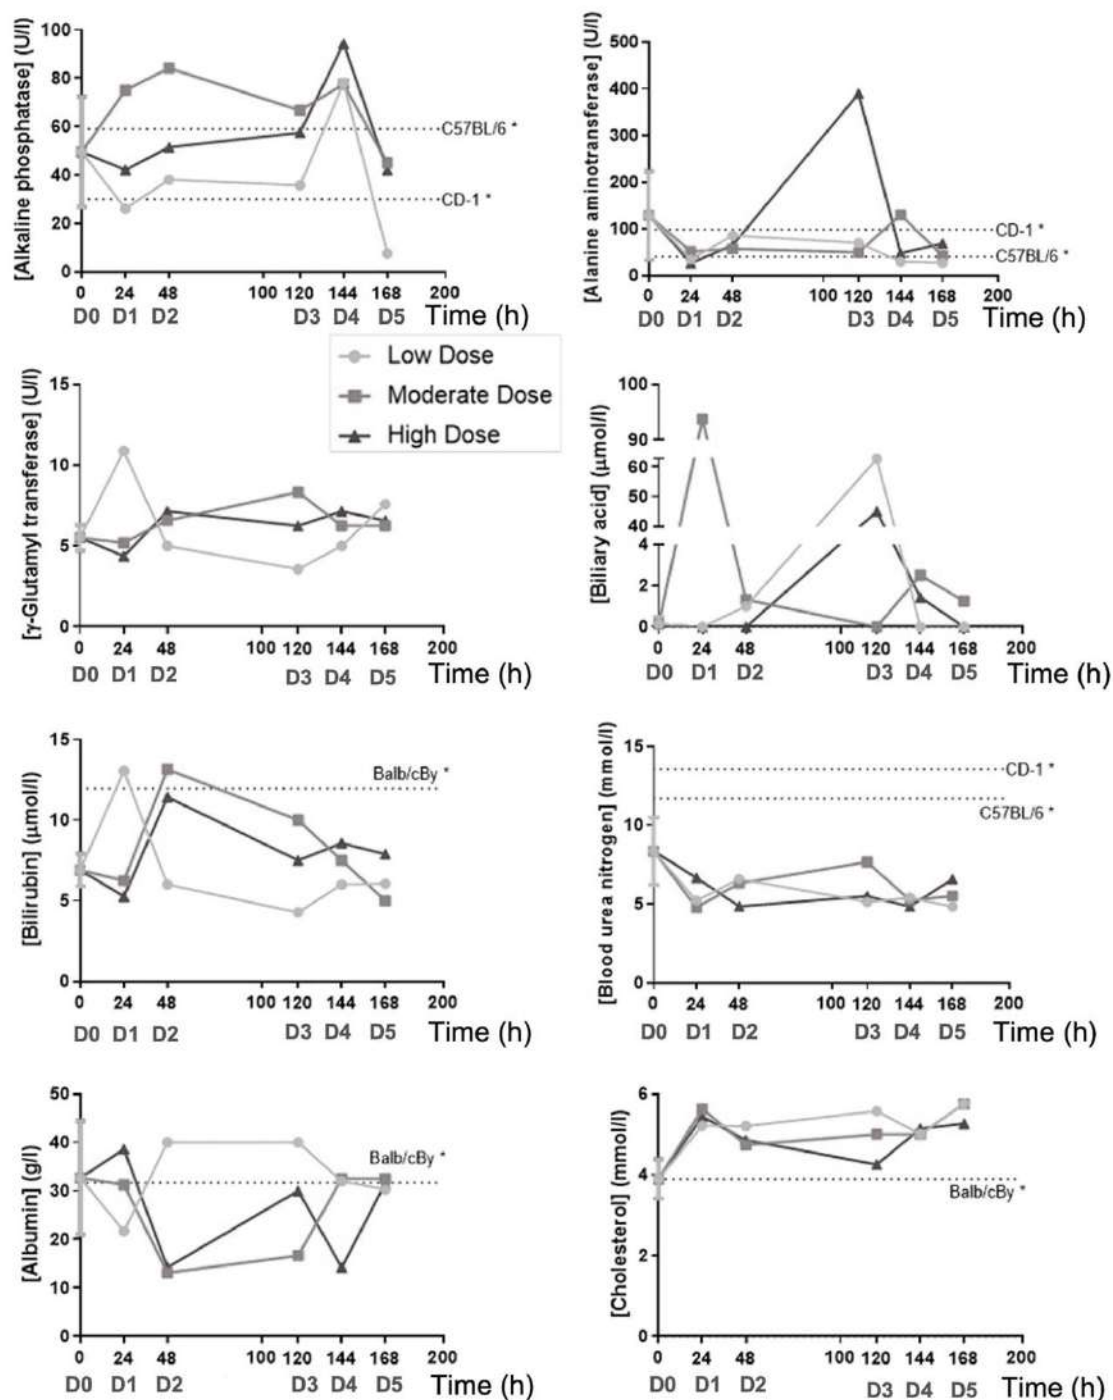 [Alkaline phosphatase] (U/l)
100
80
60
40
20
0
C57BL/6 *
CD-1 *
0 24 48 100 120 144 168 200
D0 D1 D2 D3 D4 D5 Time (h)
[Alanine aminotransferase] (U/l)
500
400
300
200
100
0
CD-1 *
C57BL/6 *
0 24 48 100 120 144 168 200
D0 D1 D2 D3 D4 D5 Time (h)
Low Dose
Moderate Dose
High Dose
[γ-Glutamyl transferase] (U/l)
15
10
5
0
0 24 48 100 120 144 168 200
D0 D1 D2 D3 D4 D5 Time (h)
[Biliary acid] (μmol/l)
100
90
60
50
40
4
2
0
0 24 48 100 120 144 168 200
D0 D1 D2 D3 D4 D5 Time (h)
[Bilirubin] (μmol/l)
15
10
5
0
Balb/cBy *
0 24 48 100 120 144 168 200
D0 D1 D2 D3 D4 D5 Time (h)
[Blood urea nitrogen] (mmol/l)
15
10
5
0
CD-1 *
C57BL/6 *
0 24 48 100 120 144 168 200
D0 D1 D2 D3 D4 D5 Time (h)
[Albumin] (g/l)
50
40
30
20
10
0
Balb/cBy *
0 24 48 100 120 144 168 200
D0 D1 D2 D3 D4 D5 Time (h)
[Cholesterol] (mmol/l)
6
4
2
0
Balb/cBy *
0 24 48 100 120 144 168 200
D0 D1 D2 D3 D4 D5 Time (h)